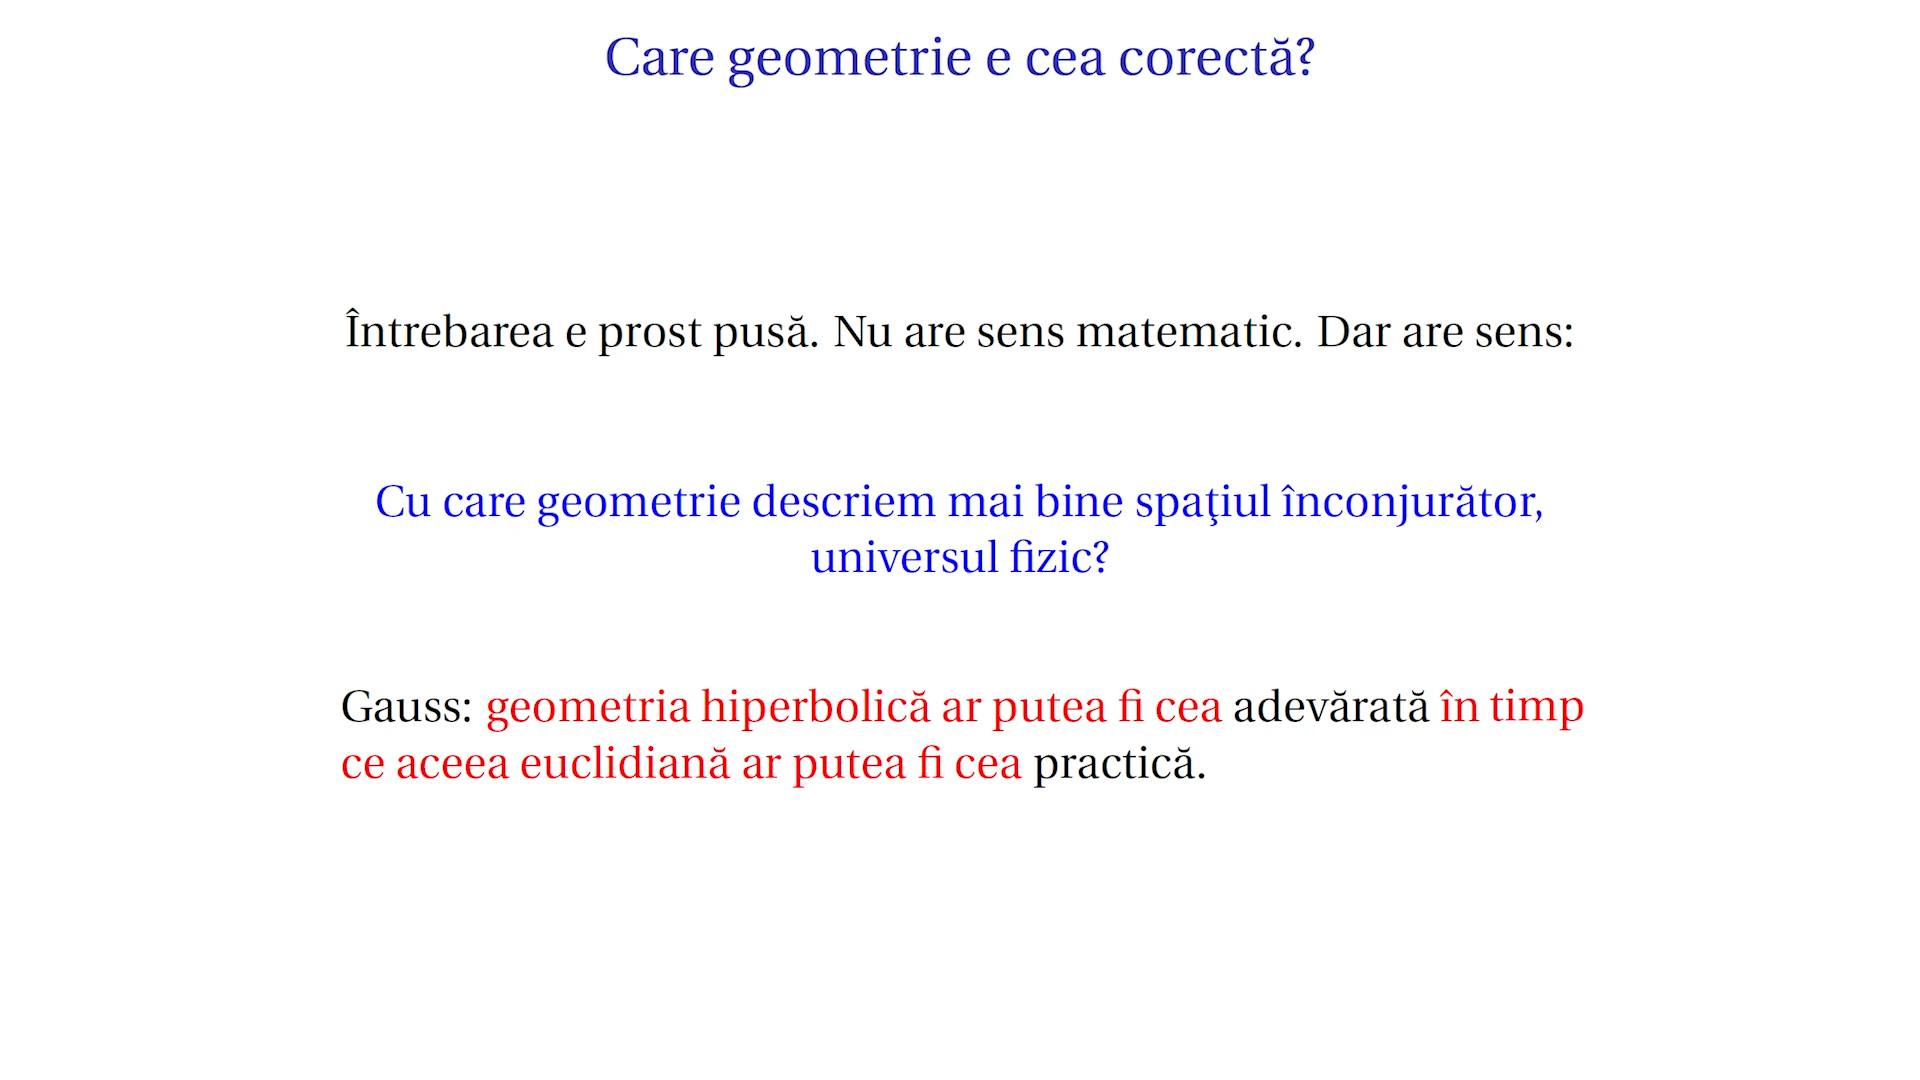 Care geometrie e cea corectă?
Întrebarea e prost pusă. Nu are sens matematic. Dar are sens:
Cu care geometrie descriem mai bine spaţiul înconjurător,
universul fizic?
Gauss: geometria hiperbolică ar putea fi cea adevărată în timp
ce aceea euclidiană ar putea fi cea practică.